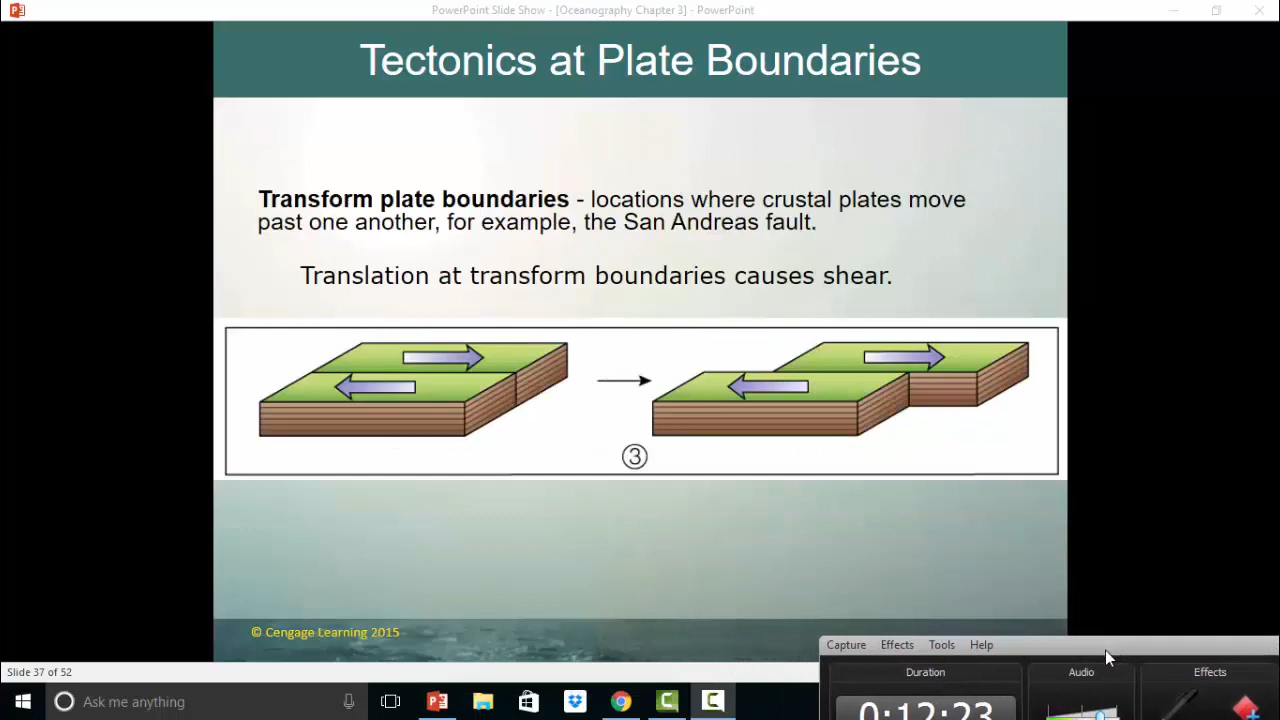 PowerPoint Slide Show - [Oceanography Chapter 3] - PowerPoint
Tectonics at Plate Boundaries
Transform plate boundaries - locations where crustal plates move
past one another, for example, the San Andreas fault.
Translation at transform boundaries causes shear.
③
© Cengage Learning 2015
Capture Effects Tools Help
Slide 37 of 52
Duration Audio Effects
Ask me anything
0:12:23